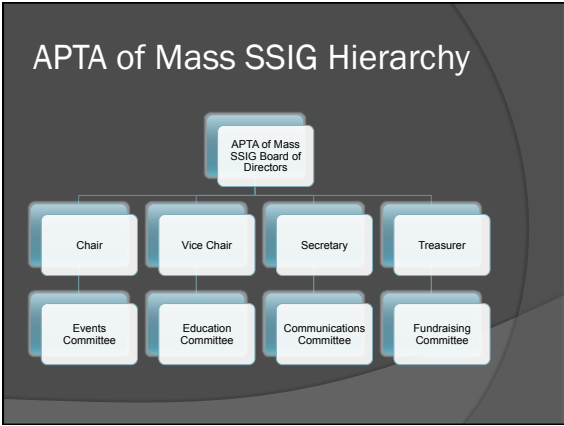 APTA of Mass SSIG Hierarchy
APTA of Mass
SSIG Board of
Directors
Chair
Vice Chair
Secretary
Treasurer
Events
Committee
Education
Committee
Communications
Committee
Fundraising
Committee